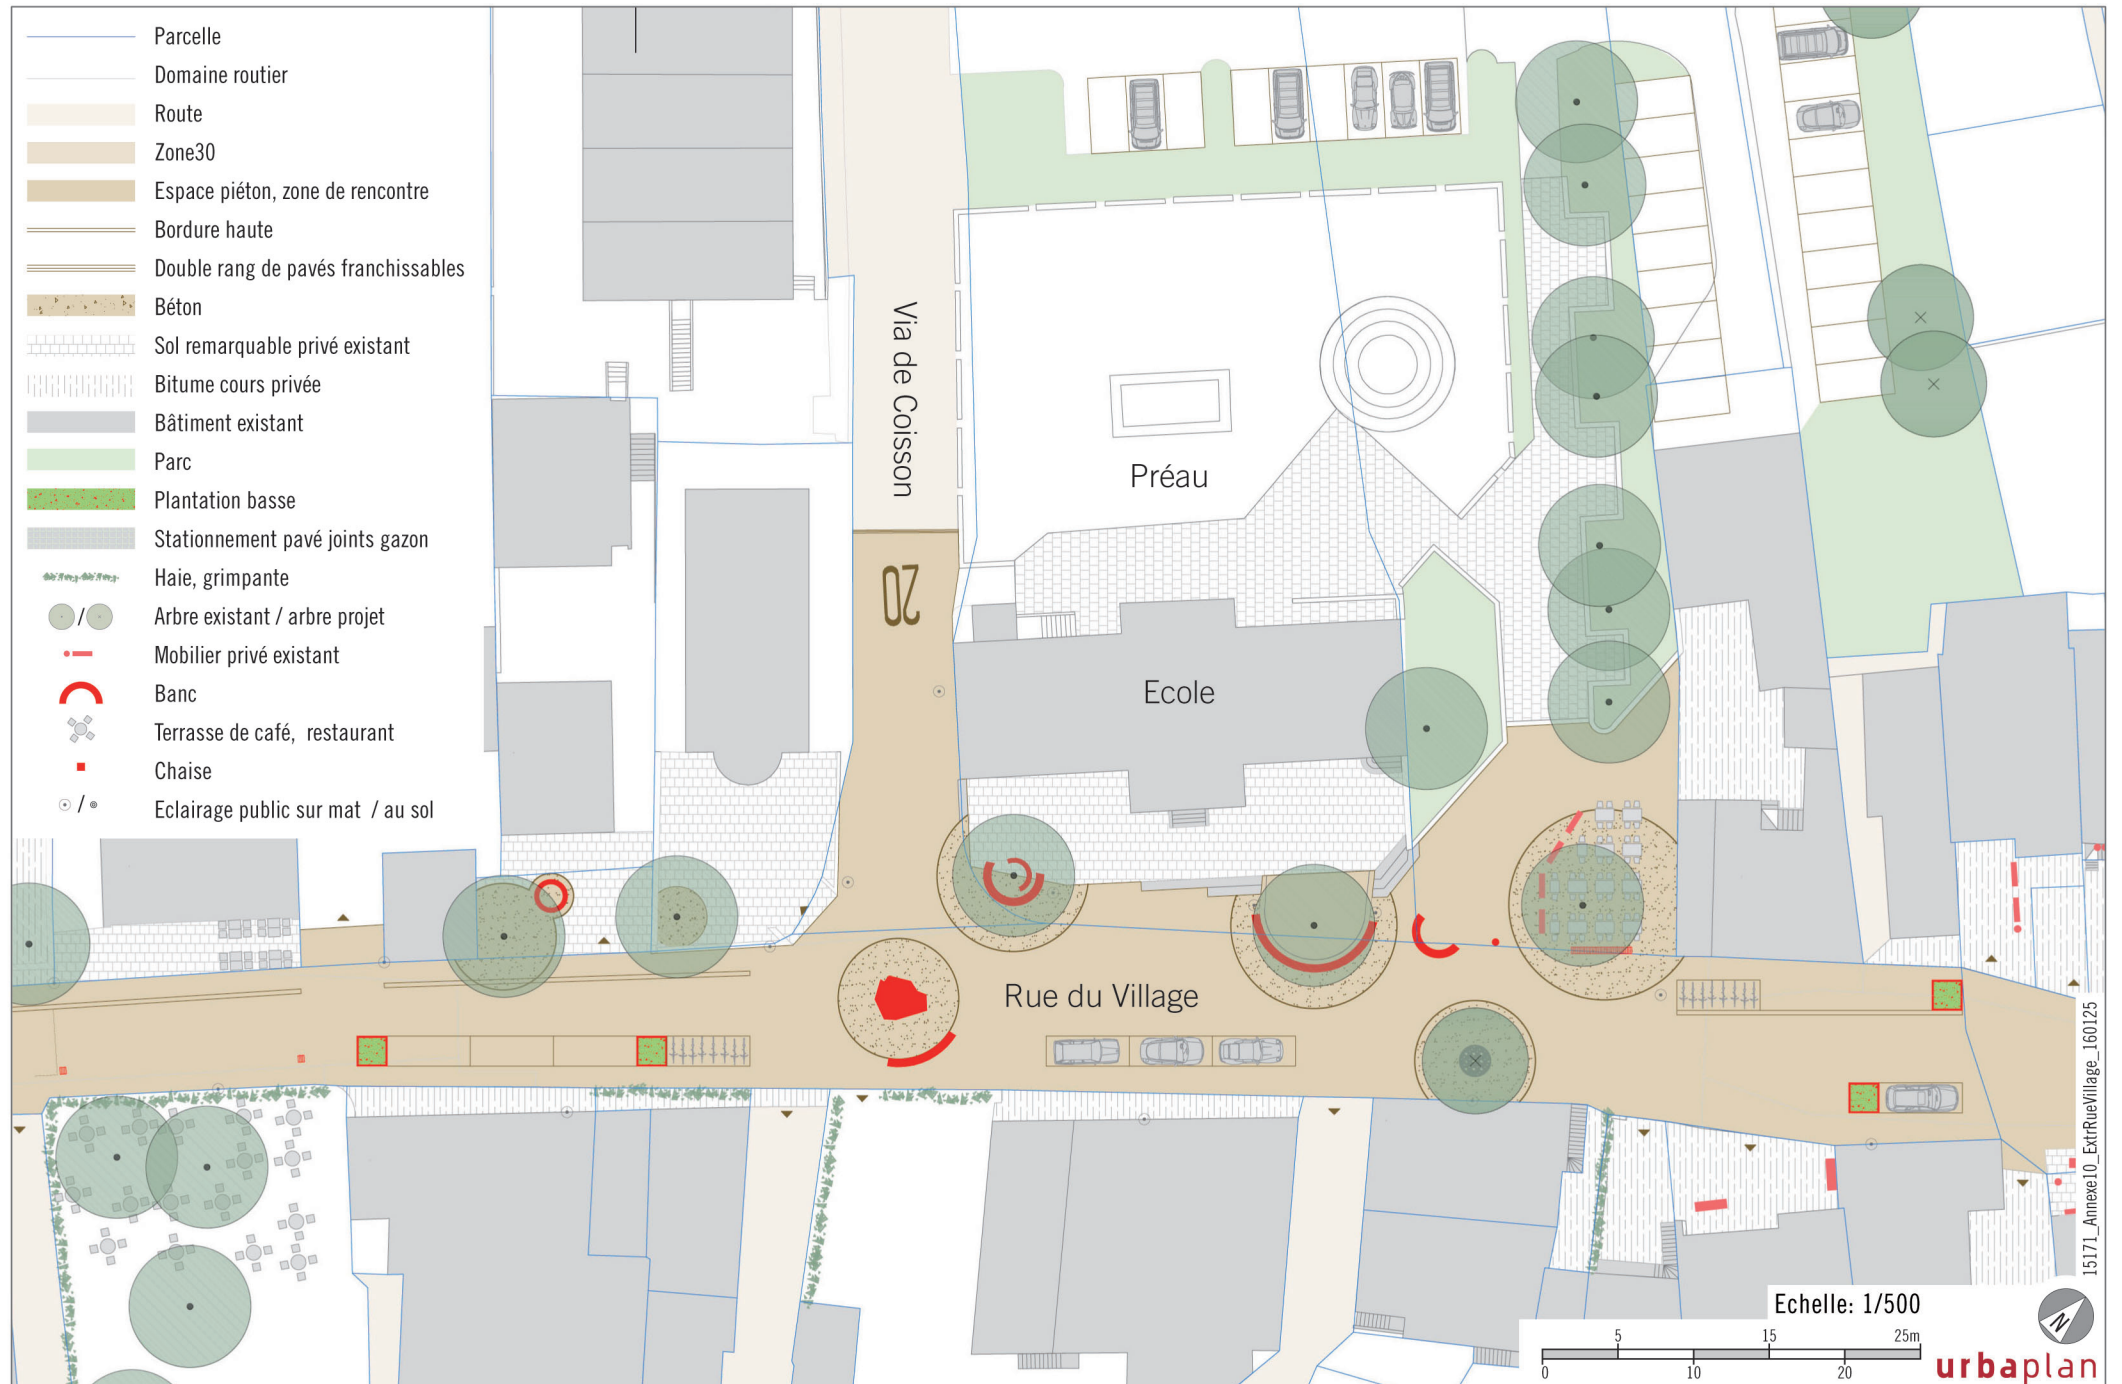 Parcelle
Domaine routier
Route
Zone30
Espace piéton, zone de rencontre
Bordure haute
Double rang de pavés franchissables
Béton
Sol remarquable privé existant
Bitume cours privée
Bâtiment existant
Parc
Plantation basse
Stationnement pavé joints gazon
Haie, grimpante
/ Arbre existant / arbre projet
Mobilier privé existant
Banc
Terrasse de café, restaurant
Chaise
/ Eclairage public sur mat / au sol
Via de Coisson
20
Préau
Ecole
Rue du Village
15171_Annexe10_ExtrRueVillage_160125
Echelle: 1/500
5 15 25m
0 10 20
N
urbaplan